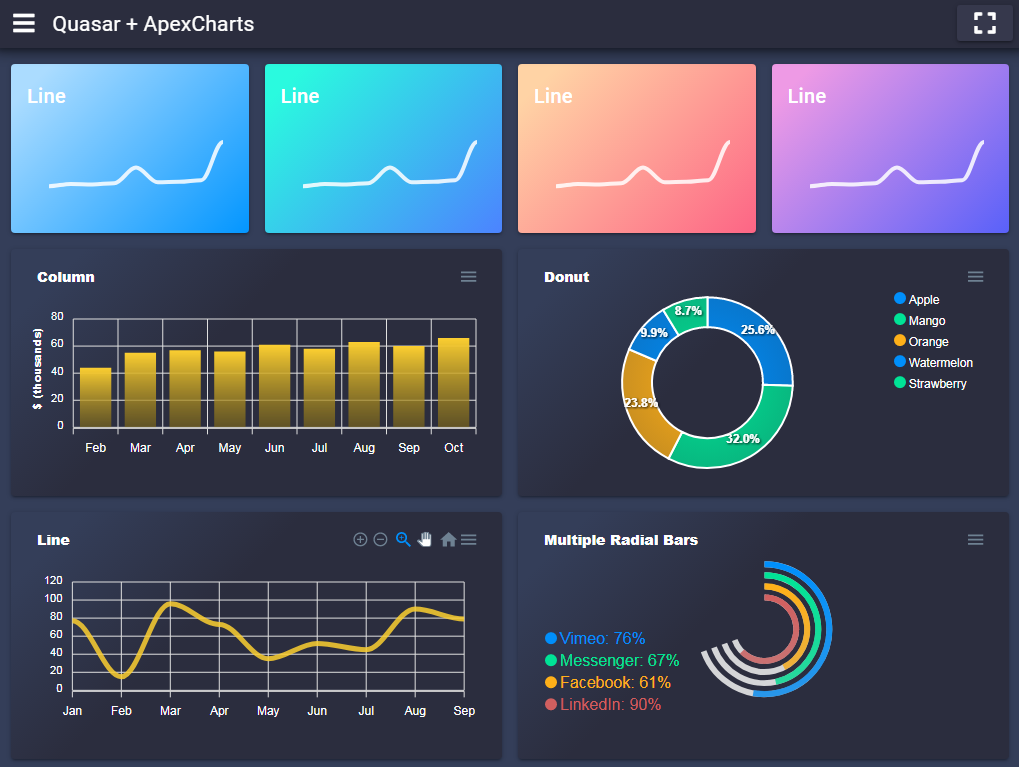 Quasar + ApexCharts
Line
Line
Line
Line
Column
80
60
40
20
0
$ (thousands)
Feb Mar Apr May Jun Jul Aug Sep Oct
Donut
8.7%
25.6%
9.9%
23.8%
32.0%
Apple
Mango
Orange
Watermelon
Strawberry
Line
120
100
80
60
40
20
0
Jan Feb Mar Apr May Jun Jul Aug Sep
Multiple Radial Bars
Vimeo: 76%
Messenger: 67%
Facebook: 61%
LinkedIn: 90%